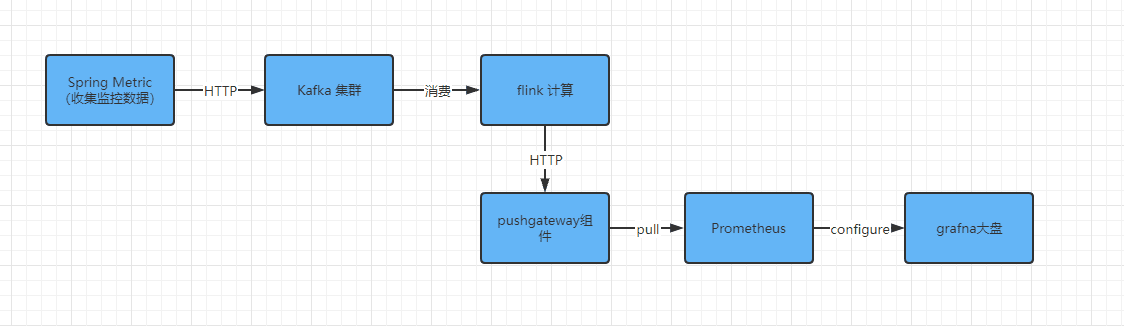 Spring Metric
（收集监控数据）
HTTP
Kafka 集群
消费
flink 计算
HTTP
pushgateway组
件
pull
Prometheus
configure
grafna大盘